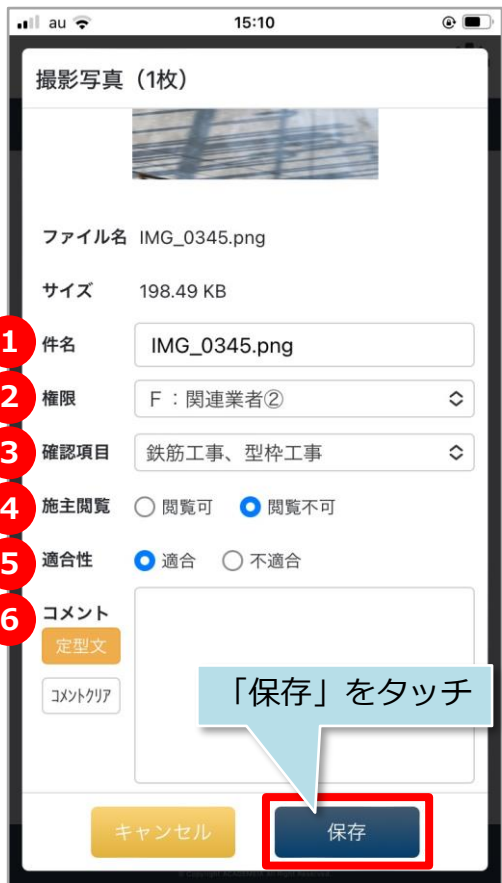 au 15:10
撮影写真（1枚）
ファイル名 IMG_0345.png
サイズ 198.49 KB
1 件名 IMG_0345.png
2 権限 F：関連業者②
3 確認項目 鉄筋工事、型枠工事
4 施主閲覧 閲覧可 閲覧不可
5 適合性 適合 不適合
6 コメント
定型文
ｺﾒﾝﾄｸﾘｱ
「保存」をタッチ
キャンセル 保存